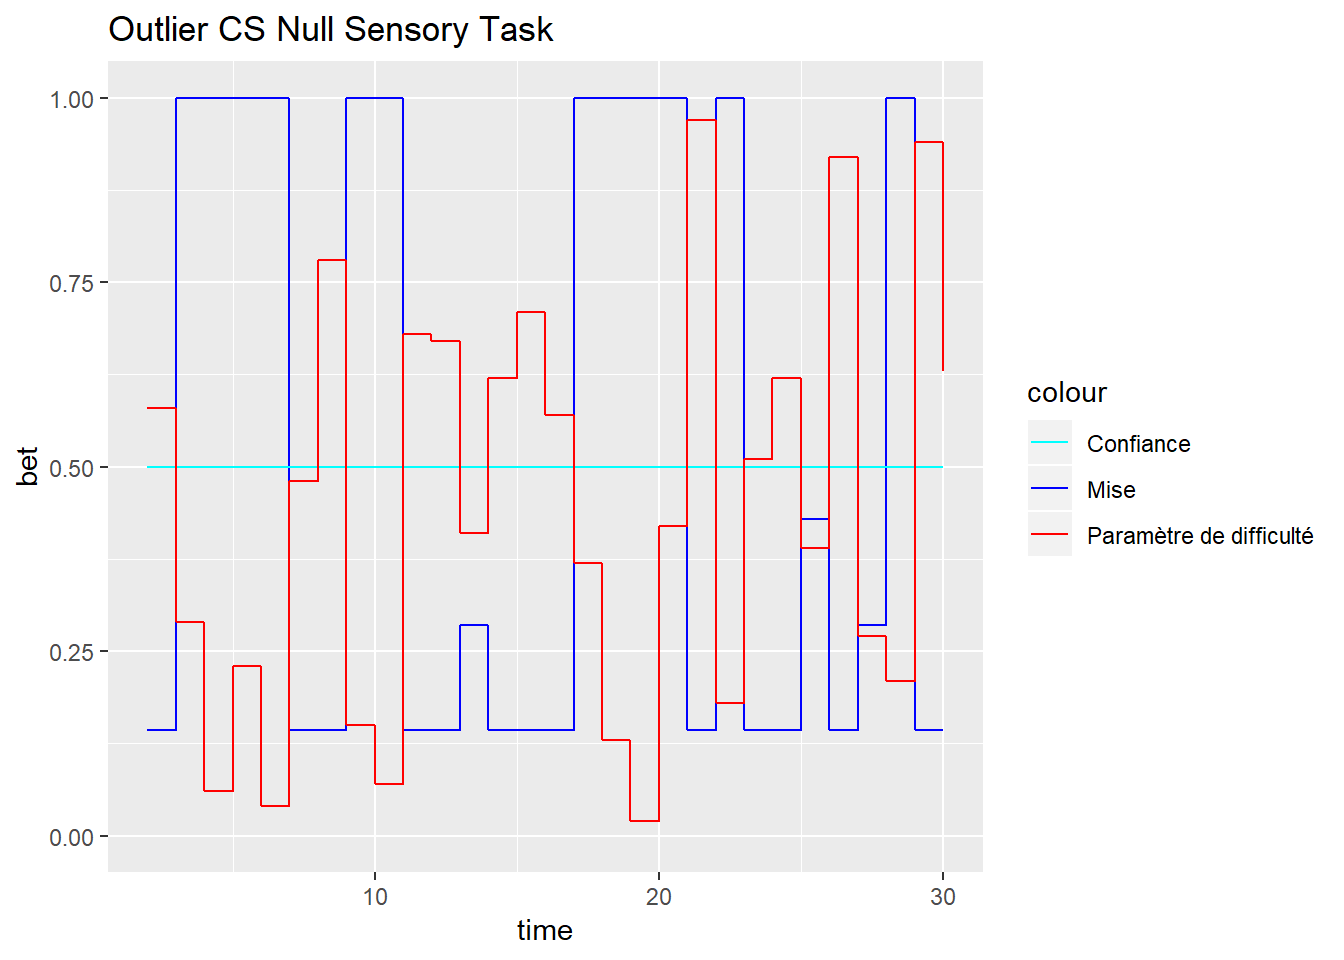 Outlier CS Null Sensory Task
1.00
0.75
0.50
0.25
0.00
bet
10 20 30
time
colour
Confiance
Mise
Paramètre de difficulté